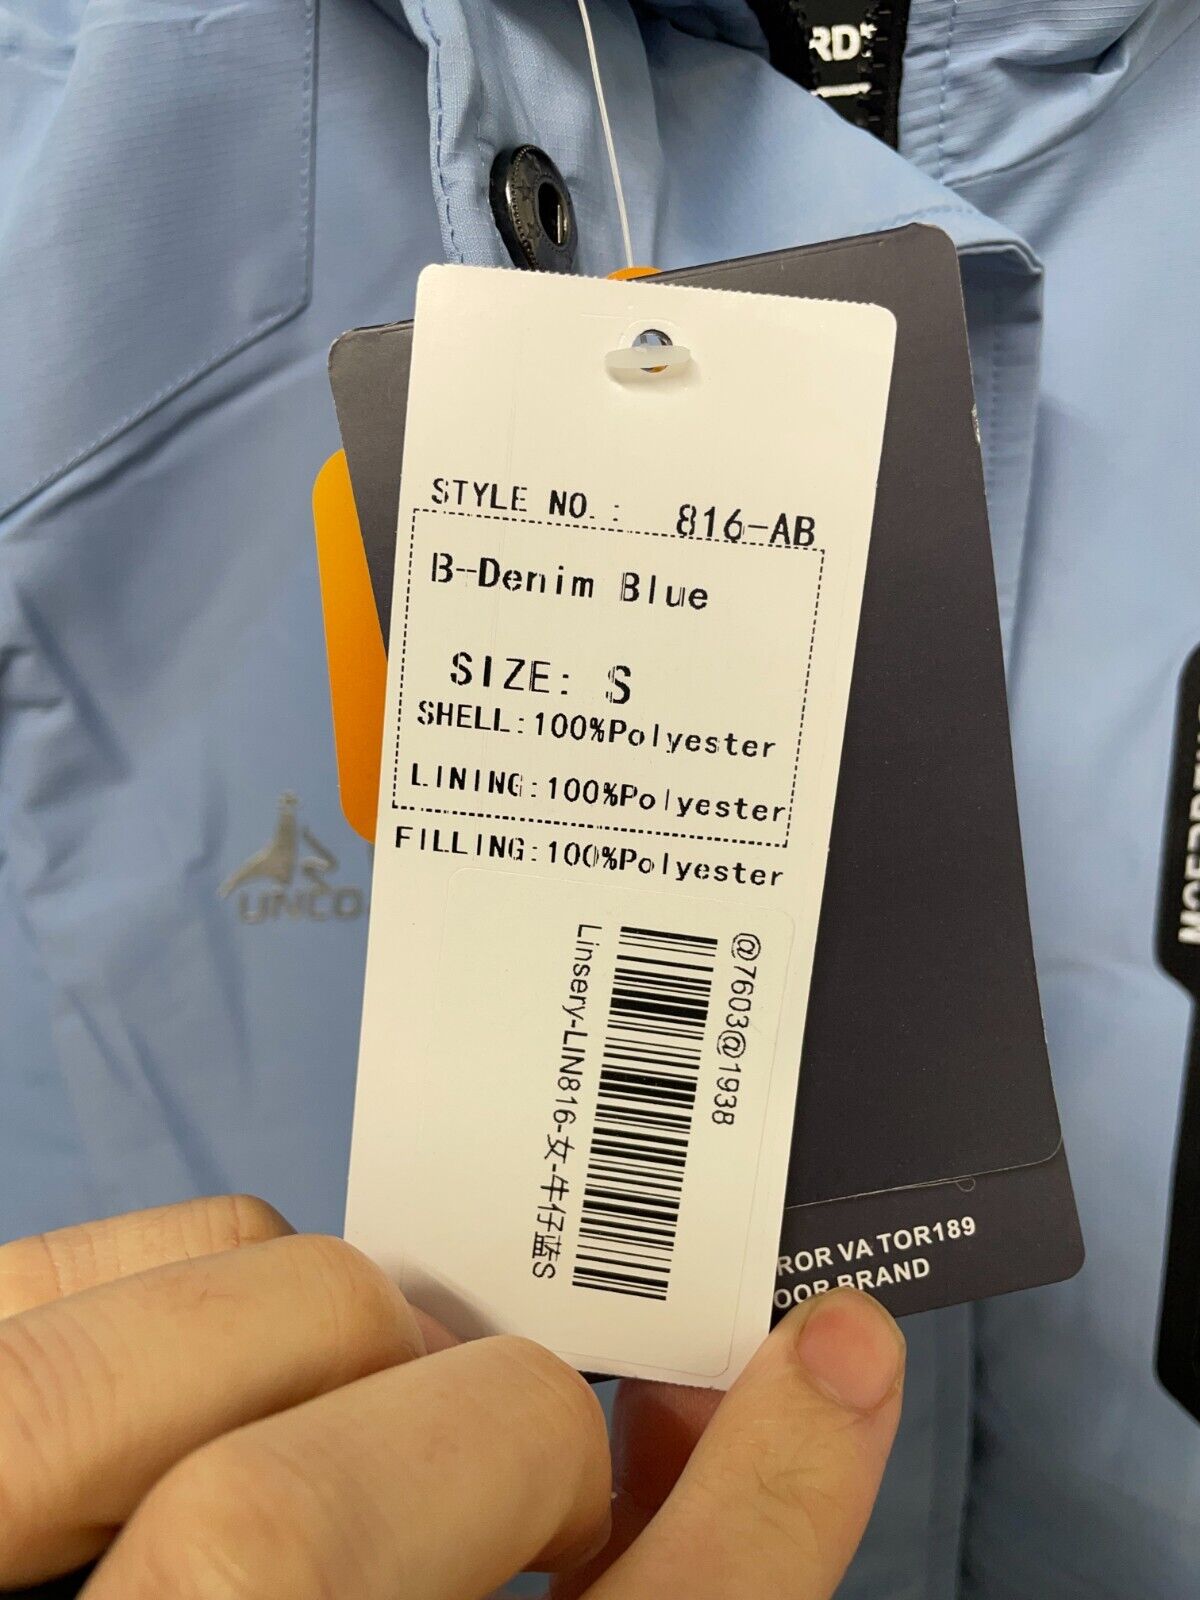 RD*
STYLE NO.: 816-AB
B-Denim Blue
SIZE: S
SHELL:100%Polyester
LINING:100%Polyester
FILLING:100%Polyester
@7603@1938
Linsery-LIN816-女-牛仔蓝S
UNCO
ROR VA TOR189
OOR BRAND